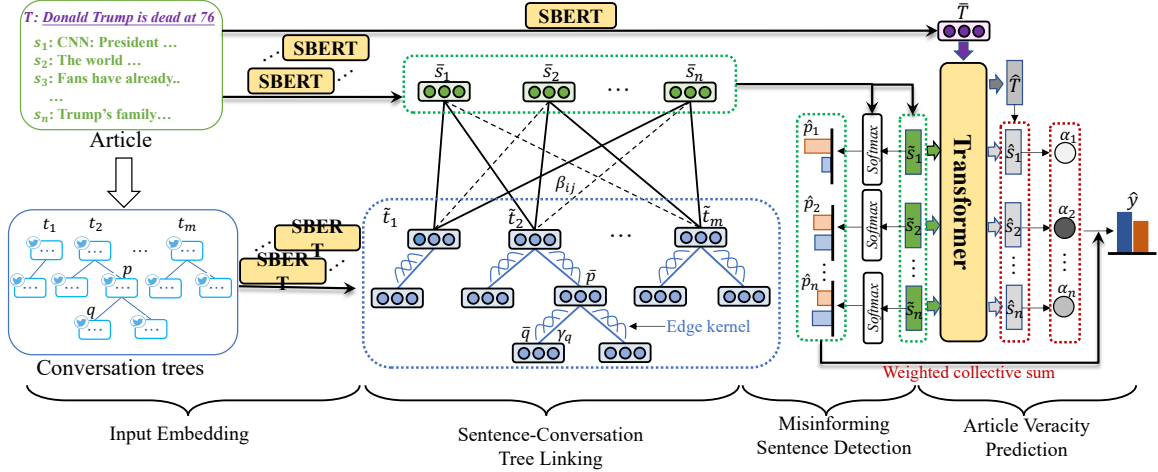 T: Donald Trump is dead at 76
s₁: CNN: President …
s₂: The world …
s₃: Fans have already..
…
sₙ: Trump's family…
Article
SBERT
SBERT
SBERT
T̄
s̄₁
s̄₂
…
s̄ₙ
β_ij
t₁
t₂
…
tₘ
p
q
Conversation trees
SBER
T
SBER
T
t̃₁
t̃₂
…
t̃ₘ
p̄
q̄
γ_q
Edge kernel
p̂₁
p̂₂
p̂ₙ
Softmax
Softmax
Softmax
s̃₁
s̃₂
s̃ₙ
Transformer
T̂
ŝ₁
ŝ₂
ŝₙ
α₁
α₂
αₙ
ŷ
Weighted collective sum
Input Embedding
Sentence-Conversation
Tree Linking
Misinforming
Sentence Detection
Article Veracity
Prediction